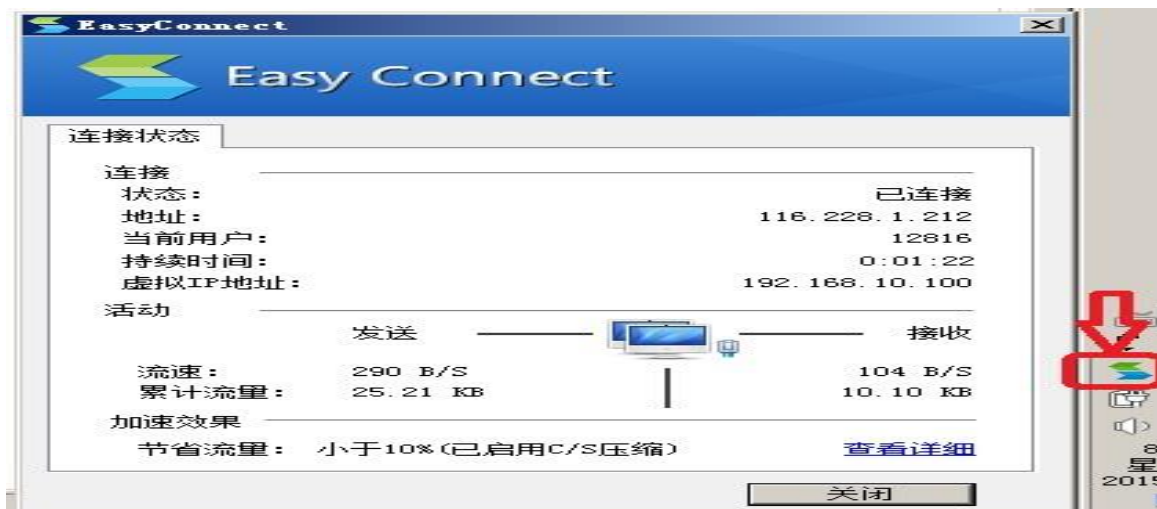 EasyConnect
Easy Connect
连接状态
连接
状态： 已连接
地址： 116.228.1.212
当前用户： 12816
持续时间： 0:01:22
虚拟IP地址： 192.168.10.100
活动
发送 接收
流速： 290 B/S 104 B/S
累计流量： 25.21 KB 10.10 KB
加速效果
节省流量： 小于10%(已启用C/S压缩) 查看详细
关闭
8
星
2015